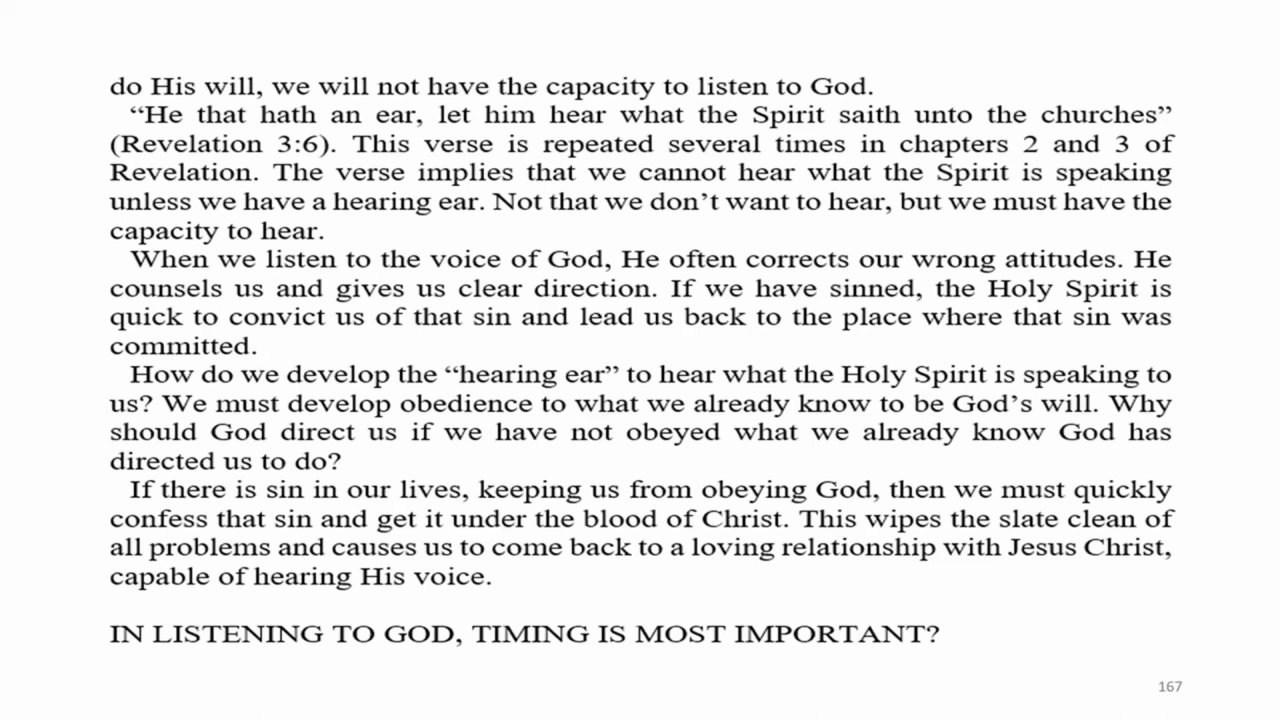 do His will, we will not have the capacity to listen to God.
“He that hath an ear, let him hear what the Spirit saith unto the churches”
(Revelation 3:6). This verse is repeated several times in chapters 2 and 3 of
Revelation. The verse implies that we cannot hear what the Spirit is speaking
unless we have a hearing ear. Not that we don’t want to hear, but we must have the
capacity to hear.
When we listen to the voice of God, He often corrects our wrong attitudes. He
counsels us and gives us clear direction. If we have sinned, the Holy Spirit is
quick to convict us of that sin and lead us back to the place where that sin was
committed.
How do we develop the “hearing ear” to hear what the Holy Spirit is speaking to
us? We must develop obedience to what we already know to be God’s will. Why
should God direct us if we have not obeyed what we already know God has
directed us to do?
If there is sin in our lives, keeping us from obeying God, then we must quickly
confess that sin and get it under the blood of Christ. This wipes the slate clean of
all problems and causes us to come back to a loving relationship with Jesus Christ,
capable of hearing His voice.
IN LISTENING TO GOD, TIMING IS MOST IMPORTANT?
167